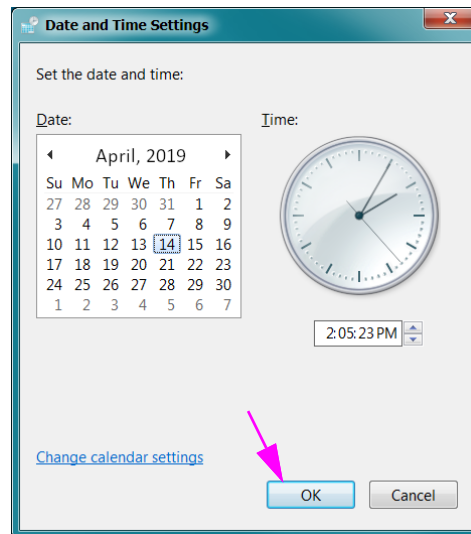 Date and Time Settings
Set the date and time:
Date:
Time:
April, 2019
Su Mo Tu We Th Fr Sa
27 28 29 30 31 1 2
3 4 5 6 7 8 9
10 11 12 13 14 15 16
17 18 19 20 21 22 23
24 25 26 27 28 29 30
1 2 3 4 5 6 7
2:05:23 PM
Change calendar settings
OK Cancel